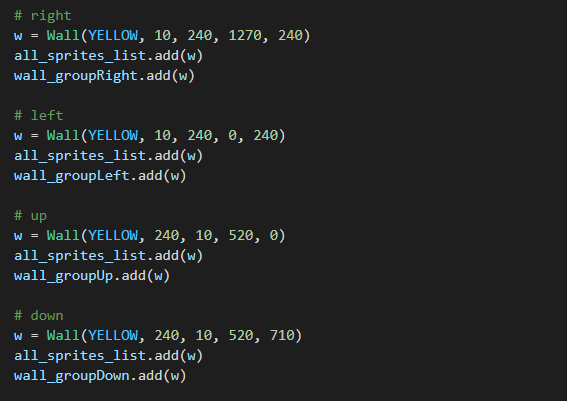 # right
w = Wall(YELLOW, 10, 240, 1270, 240)
all_sprites_list.add(w)
wall_groupRight.add(w)
# left
w = Wall(YELLOW, 10, 240, 0, 240)
all_sprites_list.add(w)
wall_groupLeft.add(w)
# up
w = Wall(YELLOW, 240, 10, 520, 0)
all_sprites_list.add(w)
wall_groupUp.add(w)
# down
w = Wall(YELLOW, 240, 10, 520, 710)
all_sprites_list.add(w)
wall_groupDown.add(w)